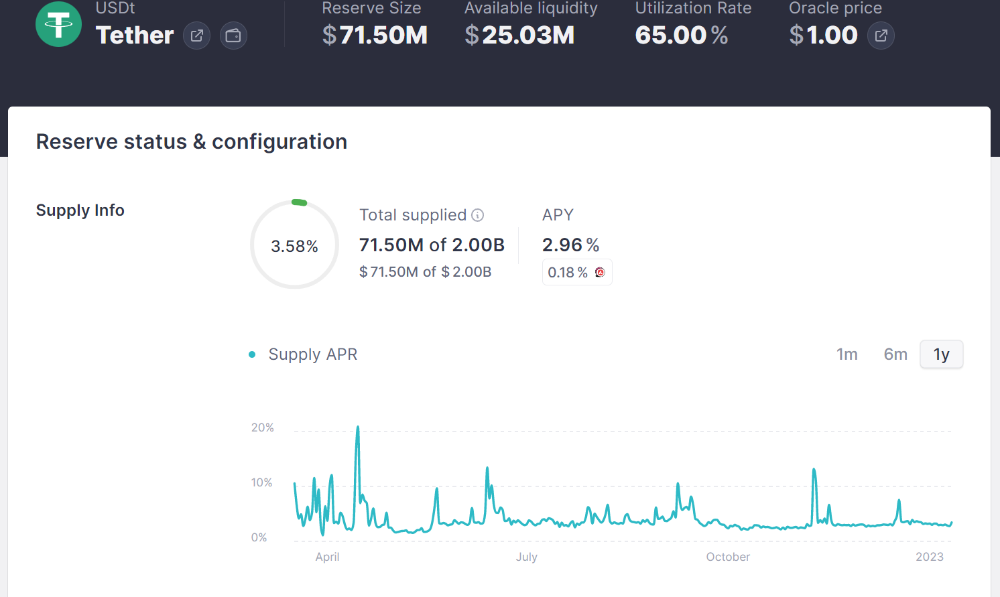 USDt
Tether
Reserve Size
$71.50M
Available liquidity
$25.03M
Utilization Rate
65.00%
Oracle price
$1.00
Reserve status & configuration
Supply Info
3.58%
Total supplied
71.50M of 2.00B
$71.50M of $2.00B
APY
2.96%
0.18%
Supply APR
1m 6m 1y
20%
10%
0%
April July October 2023